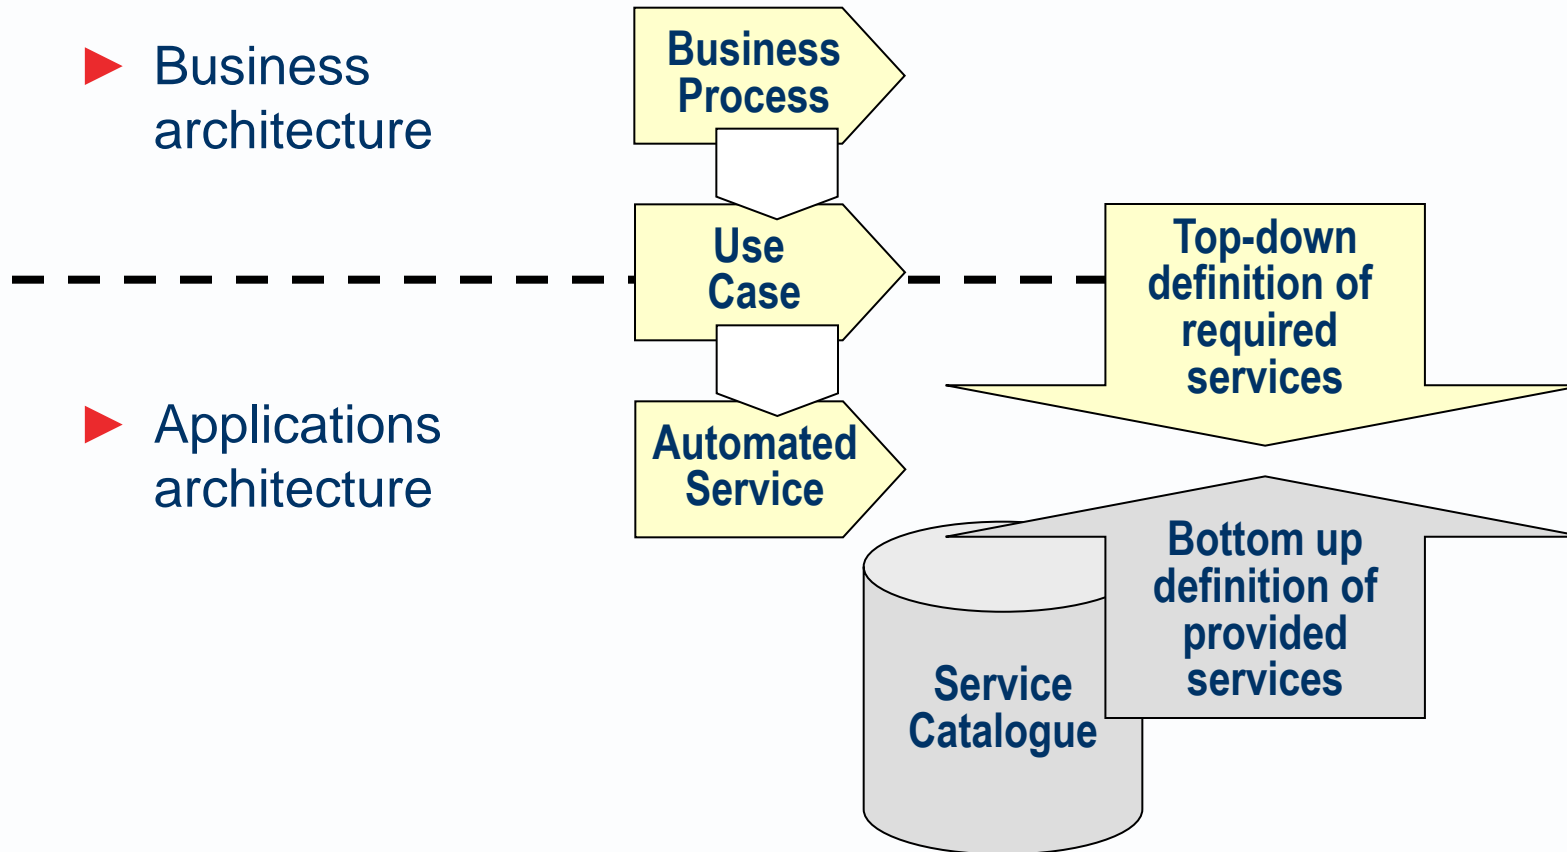 Business
architecture
Business
Process
Use
Case
Top-down
definition of
required
services
Applications
architecture
Automated
Service
Bottom up
definition of
provided
services
Service
Catalogue